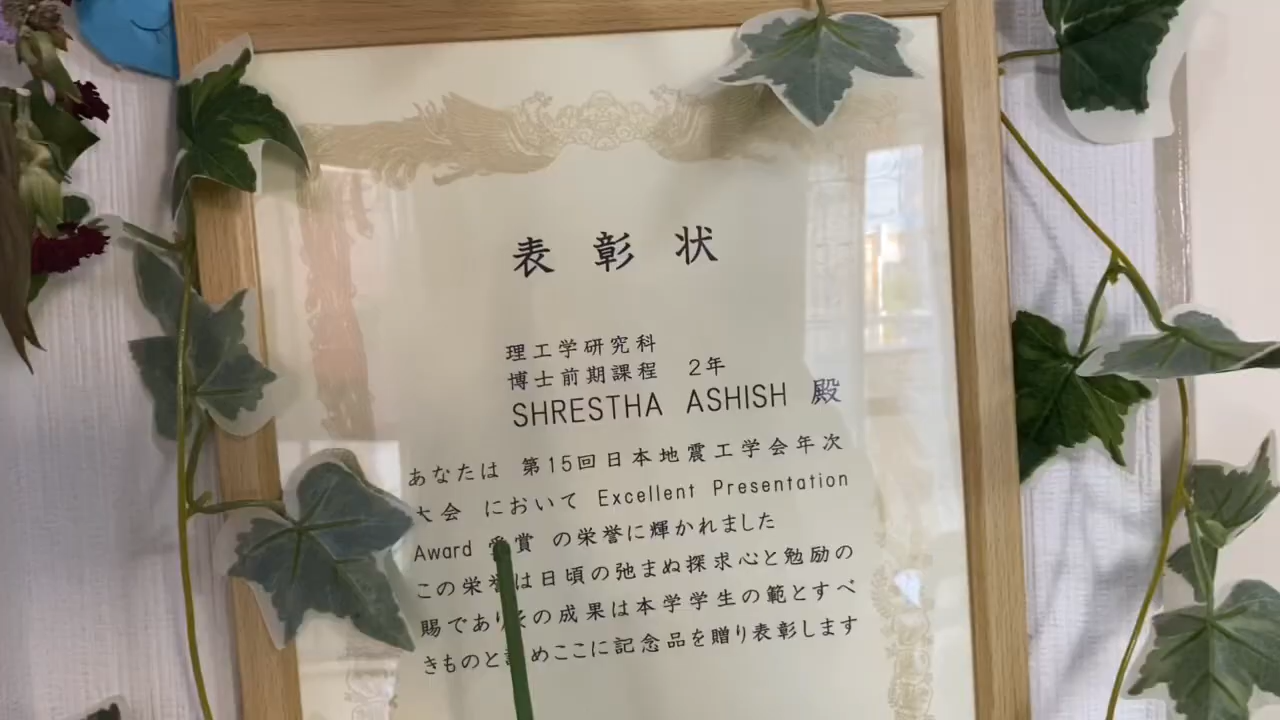 表彰状
理工学研究科
博士前期課程 2年
SHRESTHA ASHISH 殿
あなたは 第15回日本地震工学会年次
大会 において Excellent Presentation
Award 受賞 の栄誉に輝かれました
この栄誉は日頃の弛まぬ探求心と勉励の
賜でありその成果は本学学生の範とすべ
きものと認めここに記念品を贈り表彰します